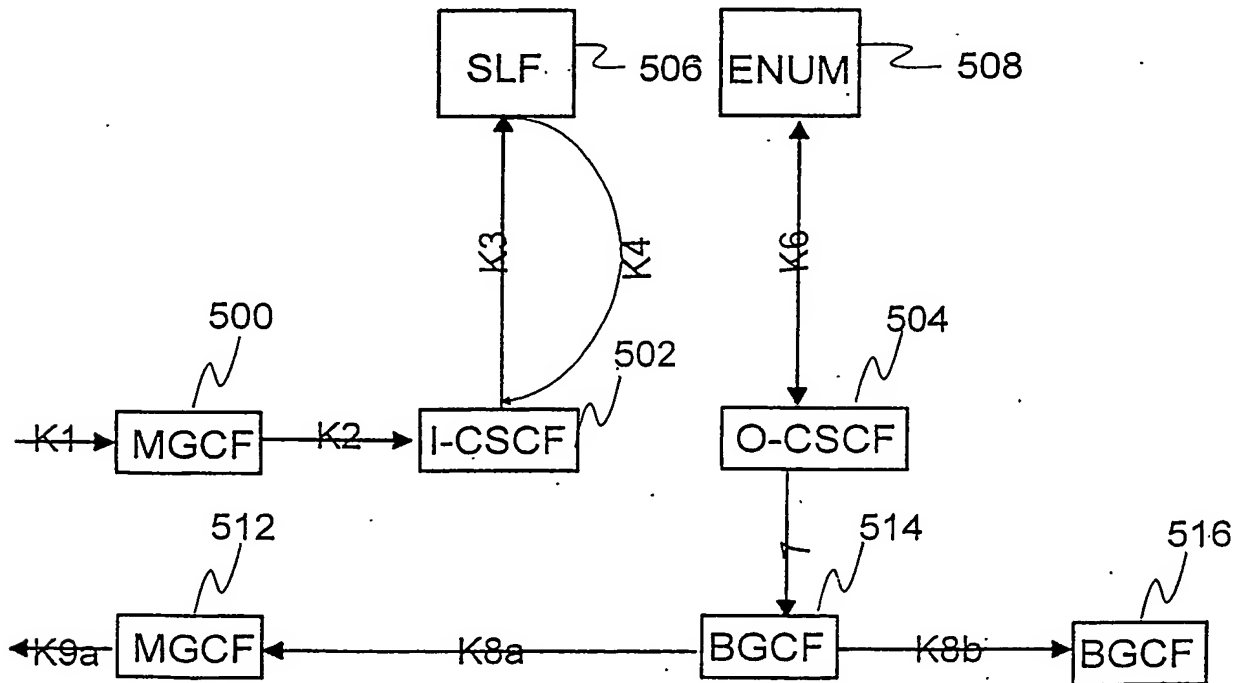 SLF
506
ENUM
508
K3
K4
K6
500
502
504
K1
MGCF
K2
I-CSCF
O-CSCF
512
7
514
516
K9a
MGCF
K8a
BGCF
K8b
BGCF